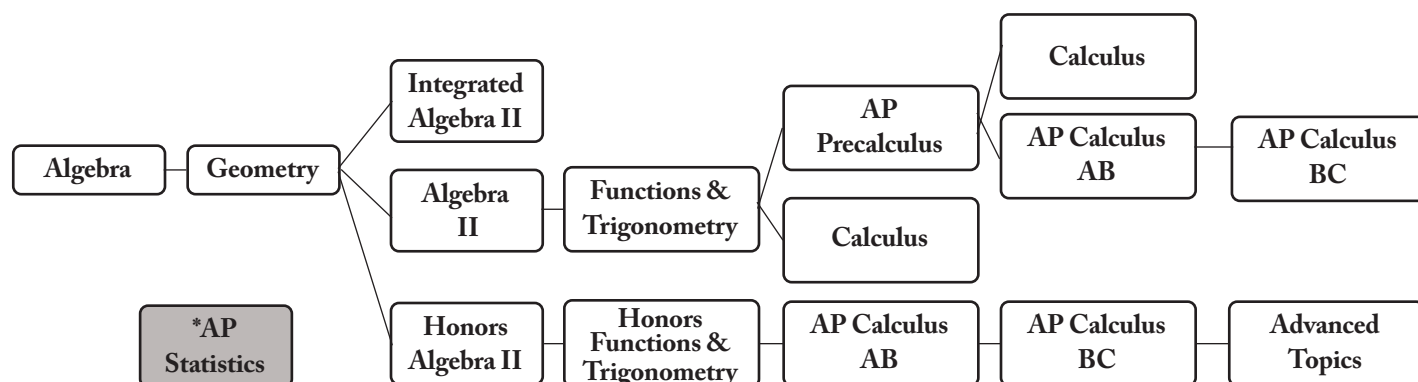 Algebra
Geometry
Integrated
Algebra II
Algebra
II
Functions &
Trigonometry
AP
Precalculus
Calculus
Calculus
AP Calculus
AB
AP Calculus
BC
*AP
Statistics
Honors
Algebra II
Honors
Functions &
Trigonometry
AP Calculus
AB
AP Calculus
BC
Advanced
Topics